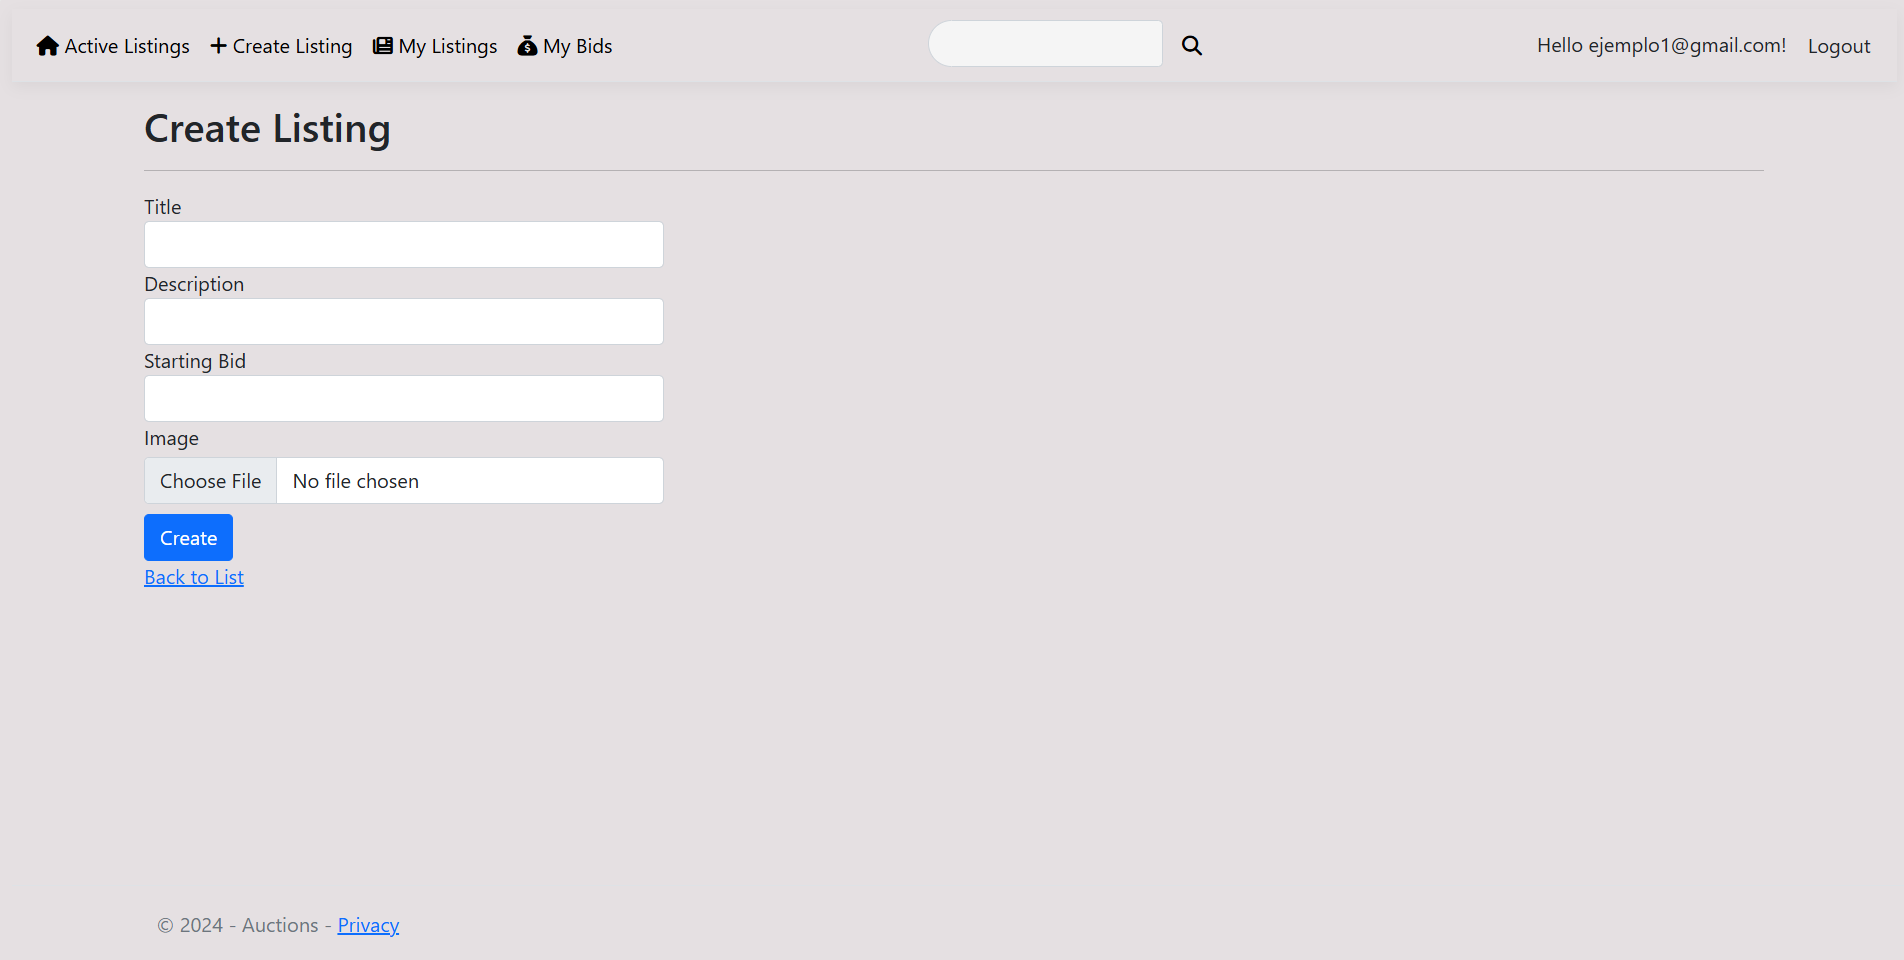 Active Listings Create Listing My Listings My Bids Hello ejemplo1@gmail.com! Logout
Create Listing
Title
Description
Starting Bid
Image
Choose File No file chosen
Create
Back to List
© 2024 - Auctions - Privacy